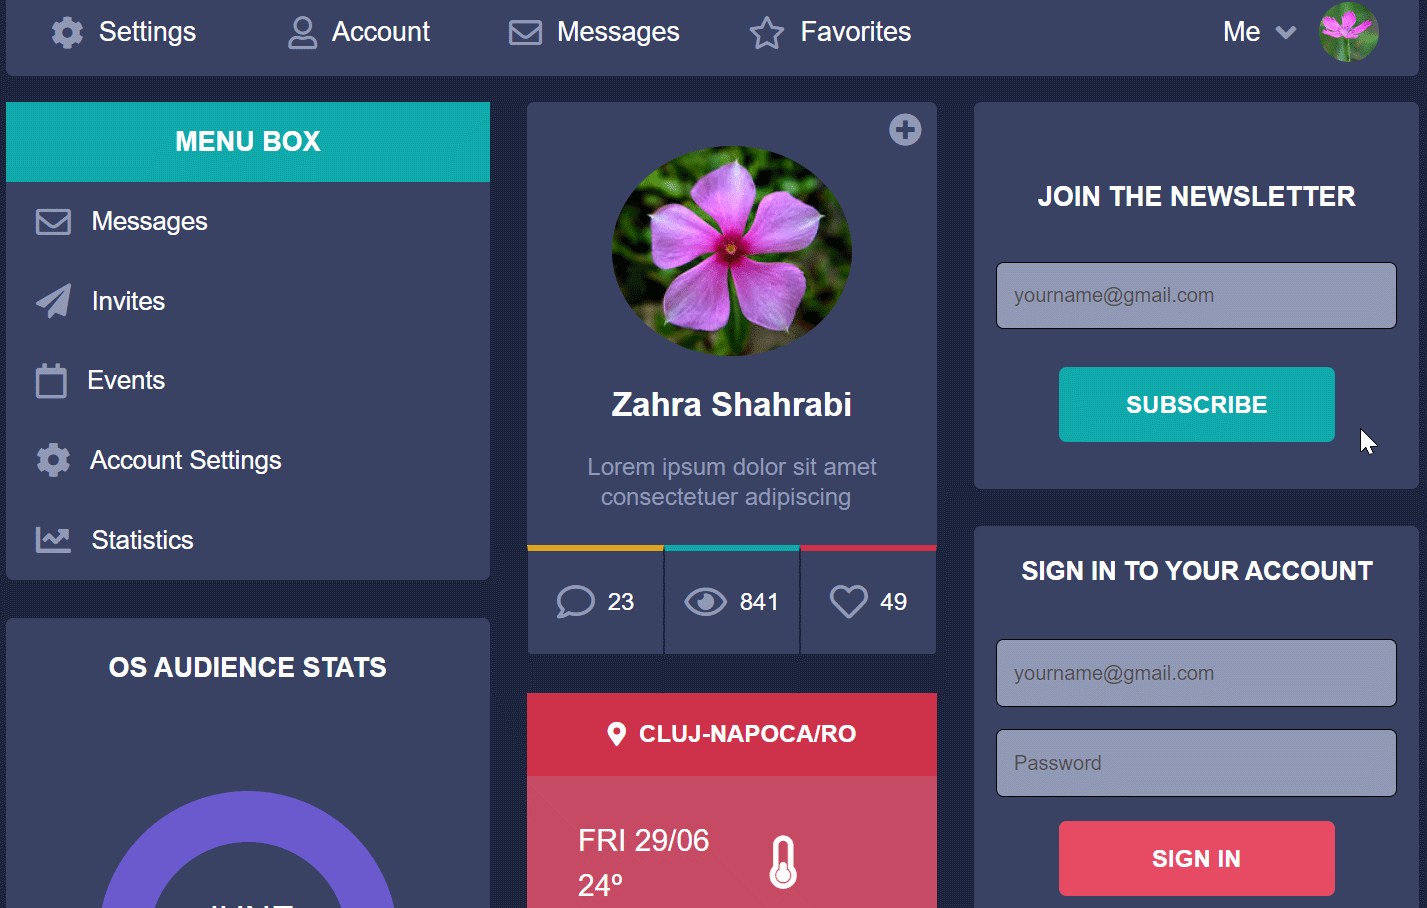 Settings
Account
Messages
Favorites
Me
MENU BOX
Messages
Invites
Events
Account Settings
Statistics
OS AUDIENCE STATS
Zahra Shahrabi
Lorem ipsum dolor sit amet
consectetuer adipiscing
23
841
49
CLUJ-NAPOCA/RO
FRI 29/06
24º
JOIN THE NEWSLETTER
yourname@gmail.com
SUBSCRIBE
SIGN IN TO YOUR ACCOUNT
yourname@gmail.com
Password
SIGN IN